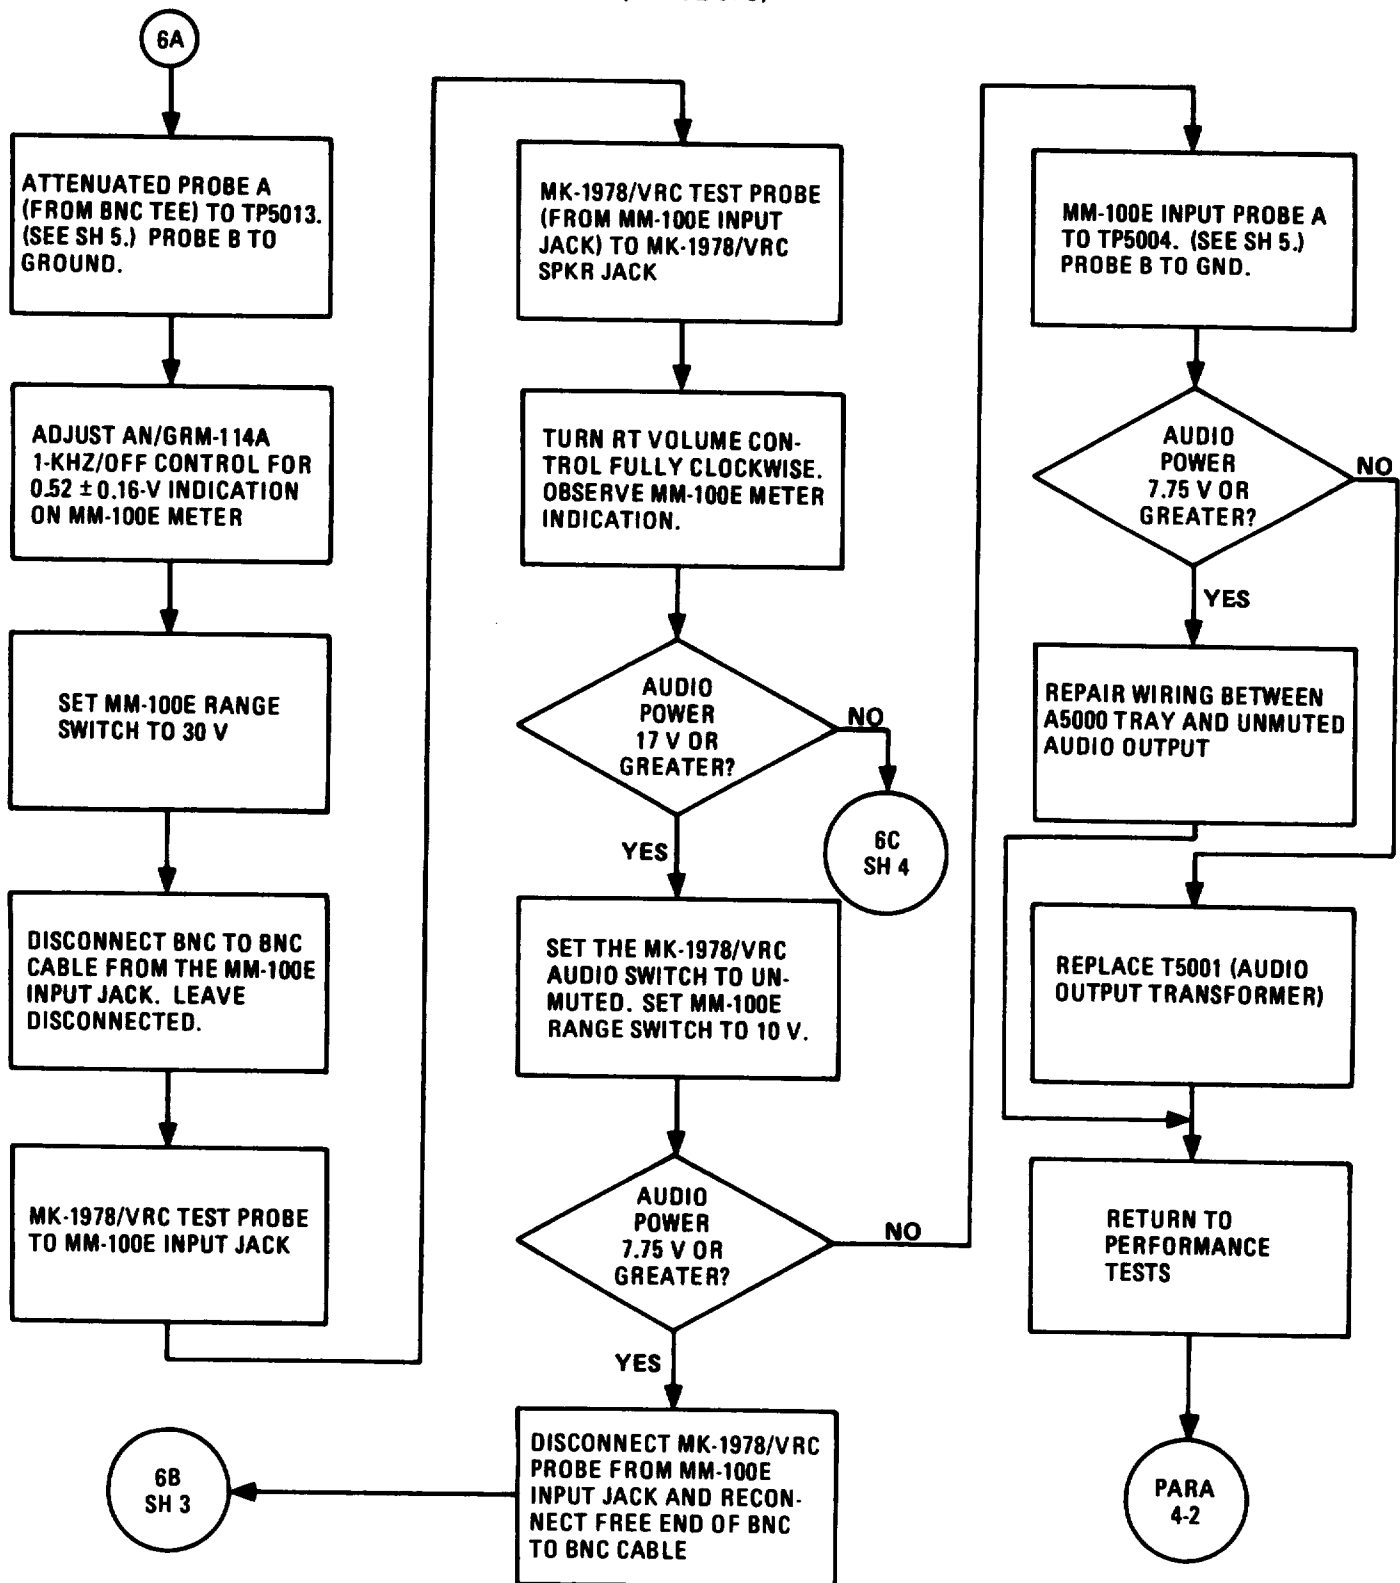 6A
ATTENUATED PROBE A
(FROM BNC TEE) TO TP5013.
(SEE SH 5.) PROBE B TO
GROUND.
ADJUST AN/GRM-114A
1-KHZ/OFF CONTROL FOR
0.52 ± 0.16-V INDICATION
ON MM-100E METER
SET MM-100E RANGE
SWITCH TO 30 V
DISCONNECT BNC TO BNC
CABLE FROM THE MM-100E
INPUT JACK. LEAVE
DISCONNECTED.
MK-1978/VRC TEST PROBE
TO MM-100E INPUT JACK
MK-1978/VRC TEST PROBE
(FROM MM-100E INPUT
JACK) TO MK-1978/VRC
SPKR JACK
TURN RT VOLUME CON-
TROL FULLY CLOCKWISE.
OBSERVE MM-100E METER
INDICATION.
AUDIO
POWER
17 V OR
GREATER?
NO
6C
SH 4
YES
SET THE MK-1978/VRC
AUDIO SWITCH TO UN-
MUTED. SET MM-100E
RANGE SWITCH TO 10 V.
AUDIO
POWER
7.75 V OR
GREATER?
NO
YES
DISCONNECT MK-1978/VRC
PROBE FROM MM-100E
INPUT JACK AND RECON-
NECT FREE END OF BNC
TO BNC CABLE
6B
SH 3
MM-100E INPUT PROBE A
TO TP5004. (SEE SH 5.)
PROBE B TO GND.
AUDIO
POWER
7.75 V OR
GREATER?
NO
YES
REPAIR WIRING BETWEEN
A5000 TRAY AND UNMUTED
AUDIO OUTPUT
REPLACE T5001 (AUDIO
OUTPUT TRANSFORMER)
RETURN TO
PERFORMANCE
TESTS
PARA
4-2